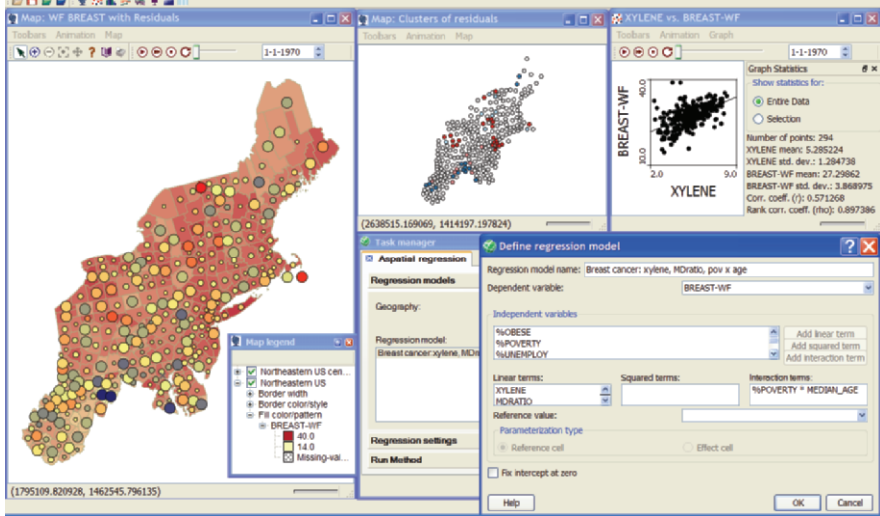 Map: WF BREAST with Residuals
Toolbars Animation Map
1-1-1970
Map legend
Northeastern US cen...
Northeastern US
Border width
Border color/style
Fill color/pattern
BREAST-WF
40.0
14.0
Missing-val...
(1795109.820928, 1462545.796135)
Map: Clusters of residuals
Toolbars Animation Map
(2638515.169069, 1414197.197824)
XYLENE vs. BREAST-WF
Toolbars Animation Graph
1-1-1970
BREAST-WF
40.0
10.0
2.0 9.0
XYLENE
Graph Statistics
Show statistics for:
Entire Data
Selection
Number of points: 294
XYLENE mean: 5.285224
XYLENE std. dev.: 1.284738
BREAST-WF mean: 27.29862
BREAST-WF std. dev.: 3.868975
Corr. coeff. (r): 0.571268
Rank corr. coeff. (rho): 0.897386
Task manager
Aspatial regression
Regression models
Geography:
Regression model:
Breast cancer:xylene, MDra
Regression settings
Run Method
Define regression model
Regression model name: Breast cancer: xylene, MDratio, pov x age
Dependent variable: BREAST-WF
Independent variables
%OBESE
%POVERTY
%UNEMPLOY
Add linear term
Add squared term
Add interaction term
Linear terms: Squared terms: Interaction terms:
XYLENE %POVERTY * MEDIAN_AGE
MDRATIO
Reference value:
Parameterization type
Reference cell Effect cell
Fix intercept at zero
Help OK Cancel